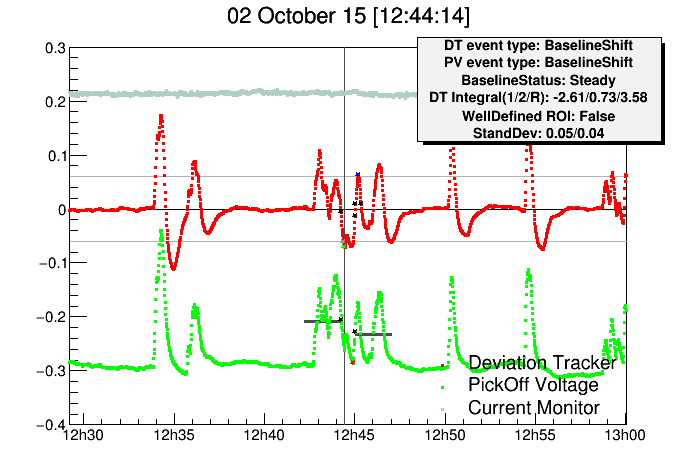 02 October 15 [12:44:14]
DT event type: BaselineShift
PV event type: BaselineShift
BaselineStatus: Steady
DT Integral(1/2/R): -2.61/0.73/3.58
WellDefined ROI: False
StandDev: 0.05/0.04
0.3
0.2
0.1
0
−0.1
−0.2
−0.3
−0.4
Deviation Tracker
PickOff Voltage
Current Monitor
12h30 12h35 12h40 12h45 12h50 12h55 13h00